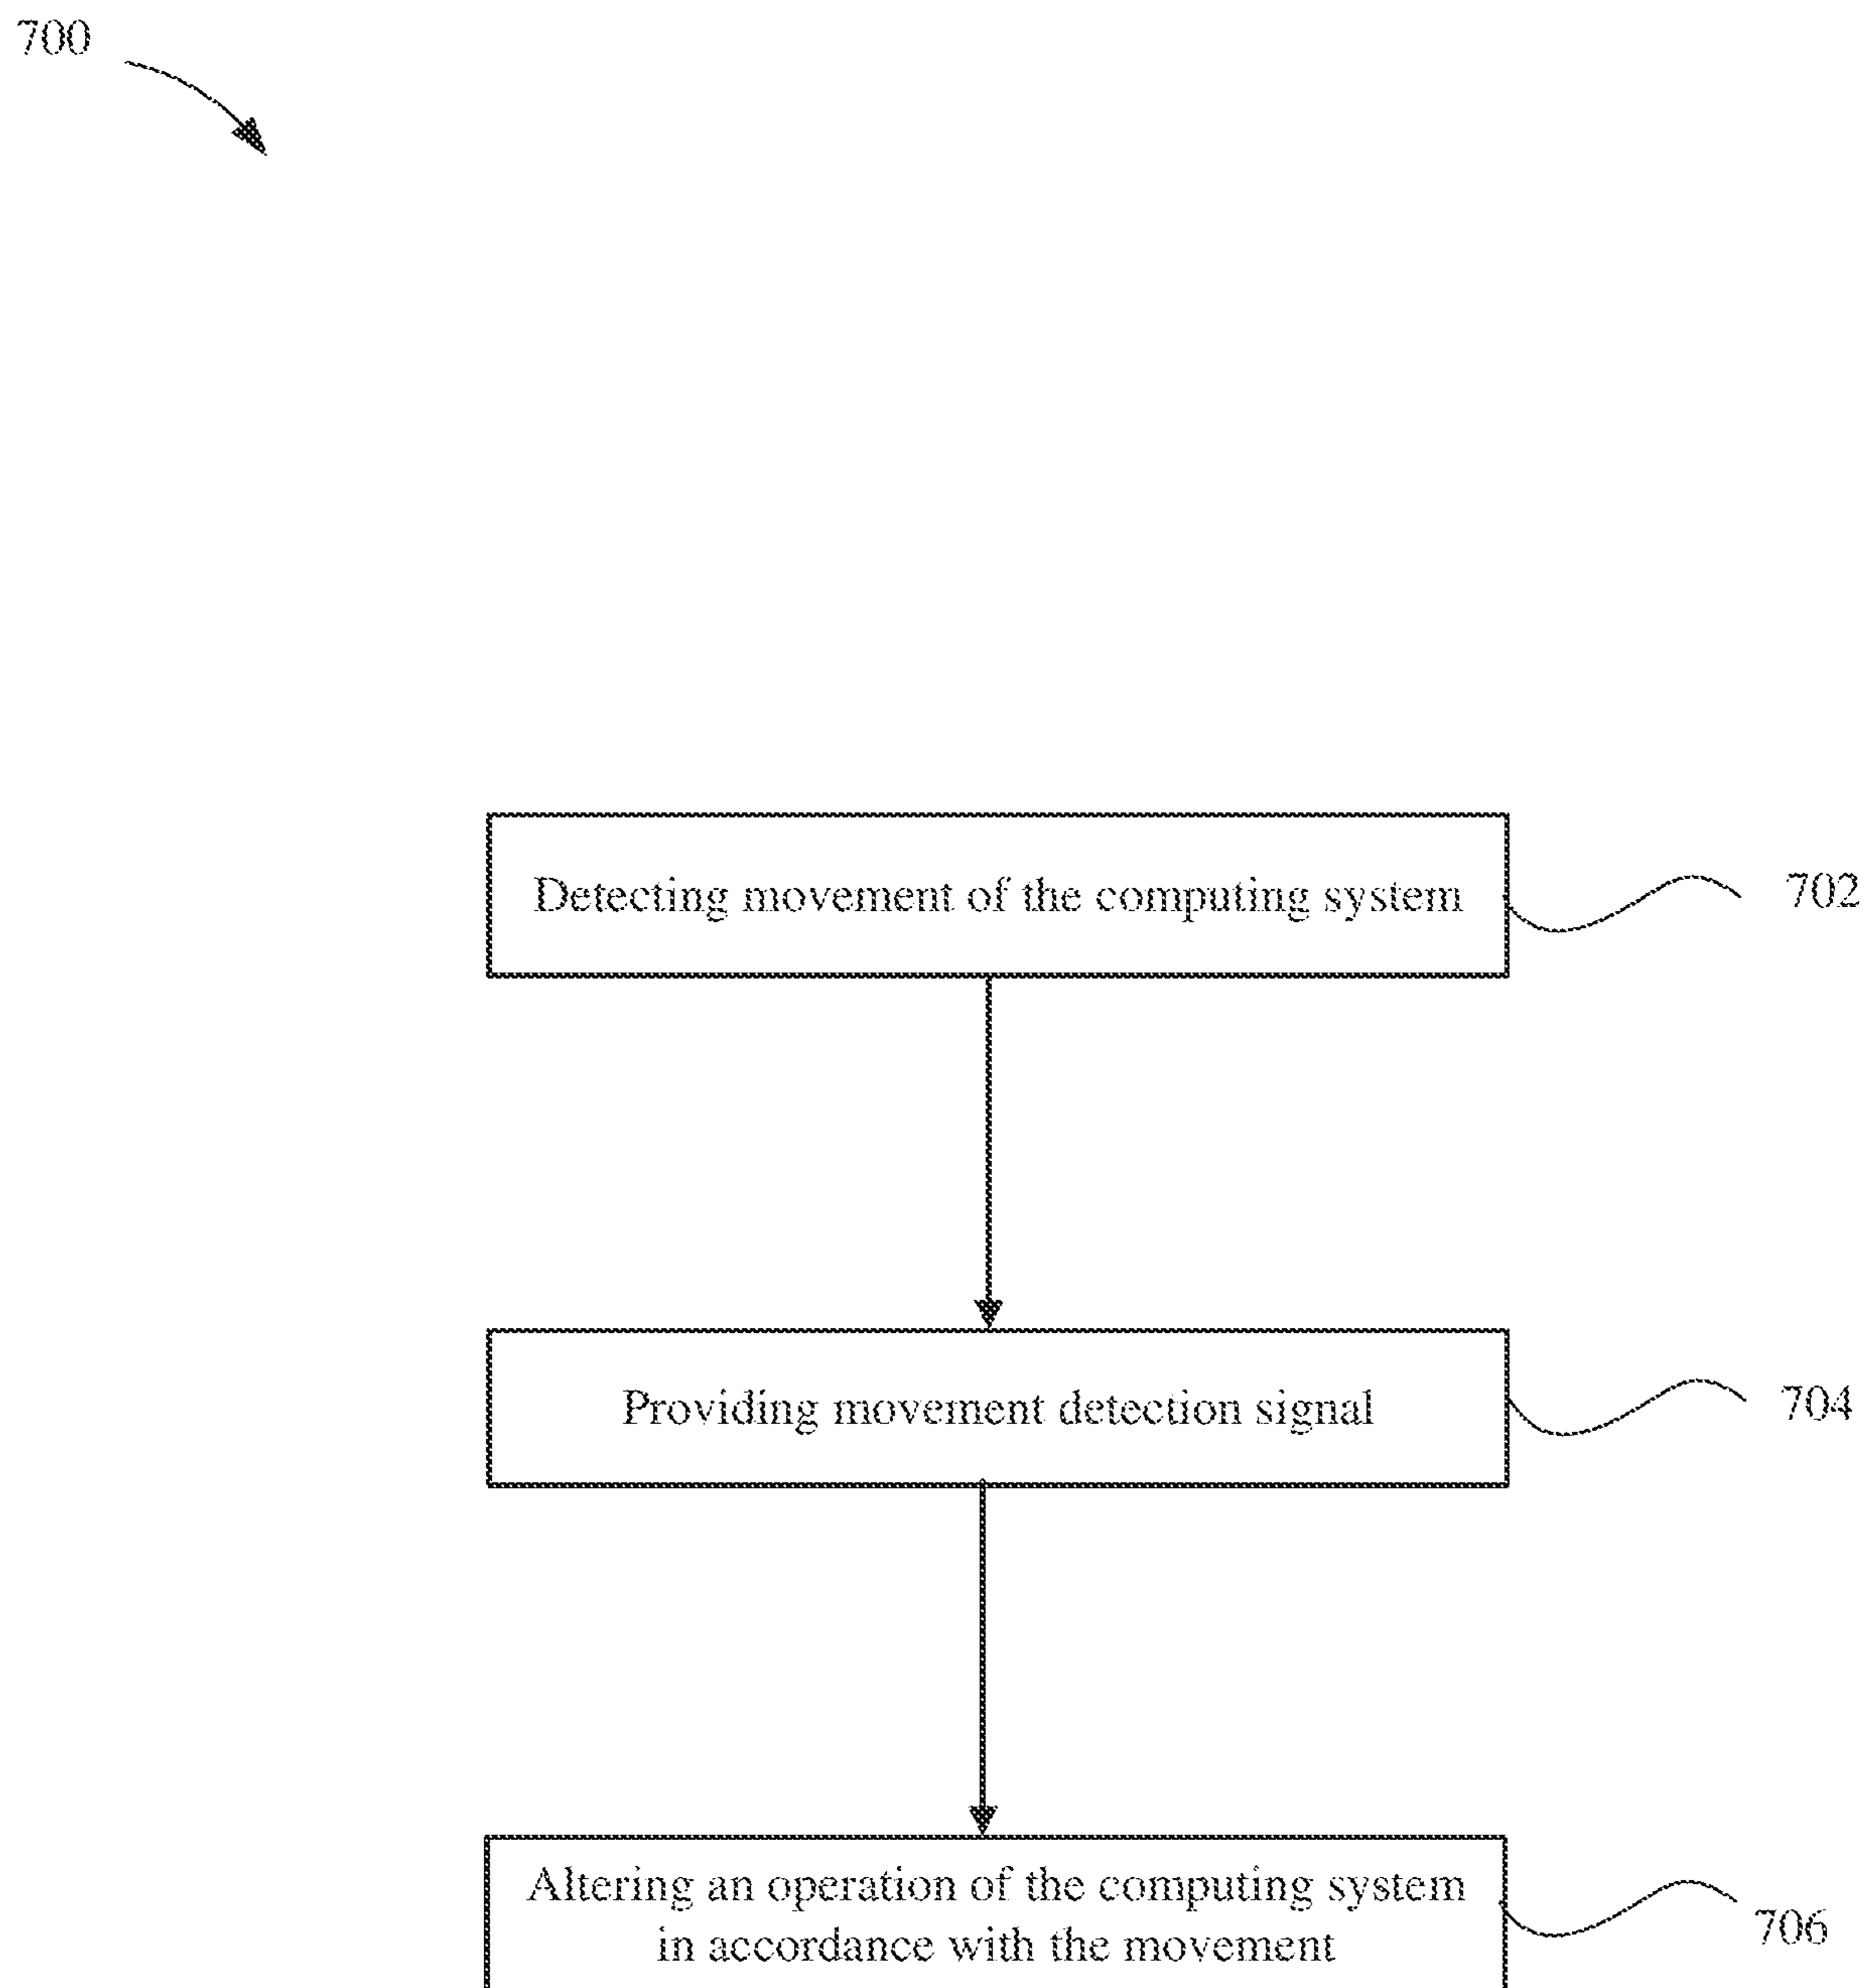 700
Detecting movement of the computing system
702
Providing movement detection signal
704
Altering an operation of the computing system
in accordance with the movement
706